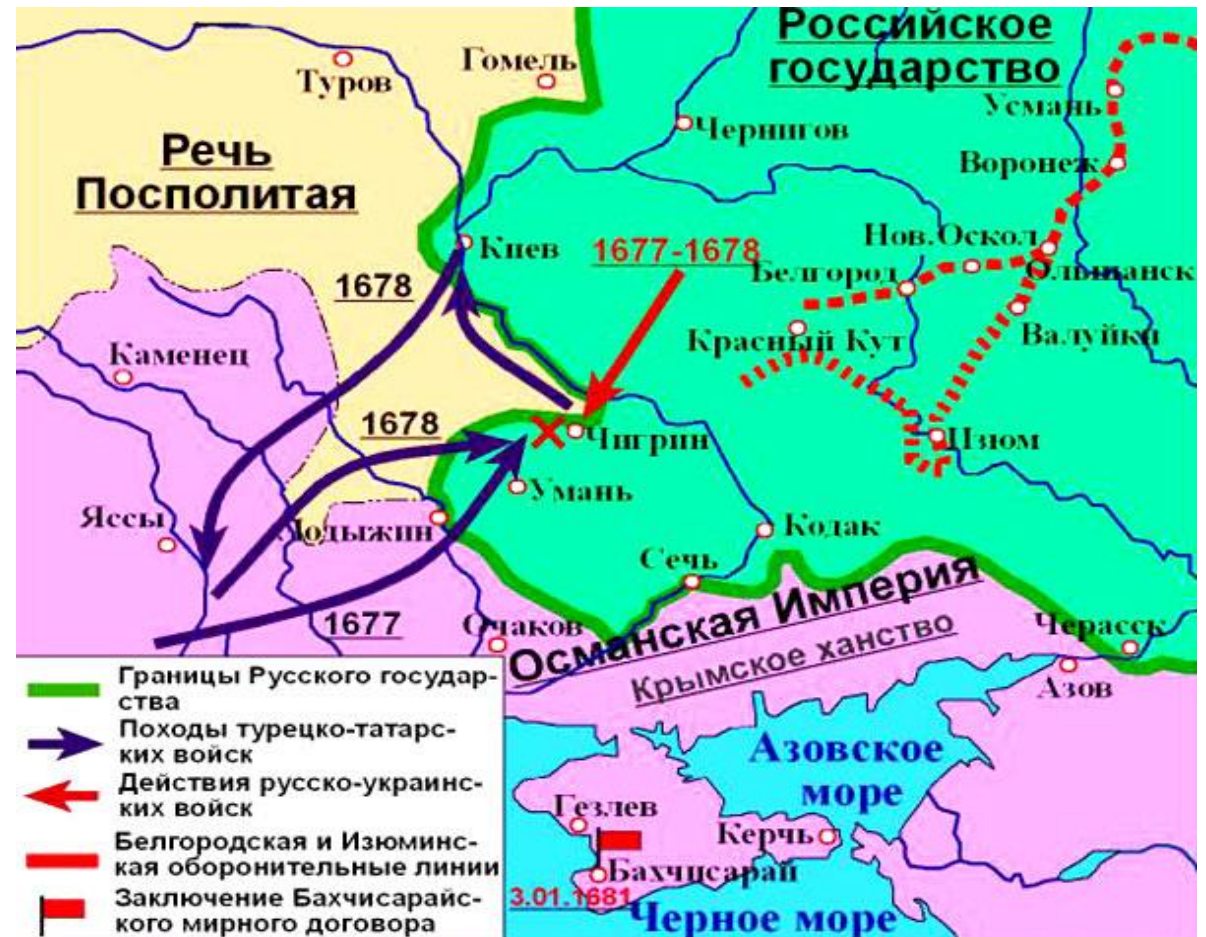 Российское
государство
Гомель
Туров
Усмань
Чернигов
Речь
Посполитая
Воронеж
Киев
1677-1678
Нов.Оскол
Белгород
Ольшанск
1678
Красный Кут
Валуйки
Каменец
1678
Чигрин
Изюм
Умань
Яссы
Лодыжин
Кодак
Сечь
1677
Очаков
Османская Империя
Крымское ханство
Черасск
Азов
Границы Русского государ-
ства
Походы турецко-татарс-
ких войск
Действия русско-украинс-
ких войск
Белгородская и Изюминс-
кая оборонительные линии
Заключение Бахчисарайс-
кого мирного договора
Азовское
море
Гезлев
Керчь
Бахчисарай
3.01.1681
Черное море